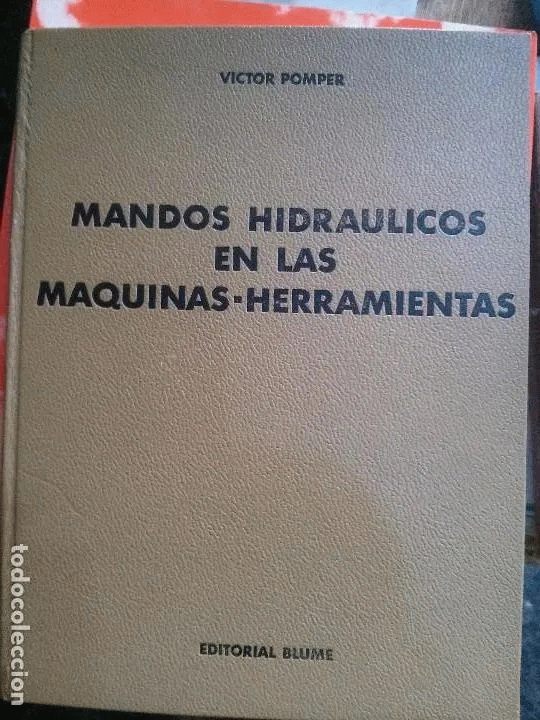 VICTOR POMPER
MANDOS HIDRAULICOS
EN LAS
MAQUINAS-HERRAMIENTAS
EDITORIAL BLUME
todocoleccion